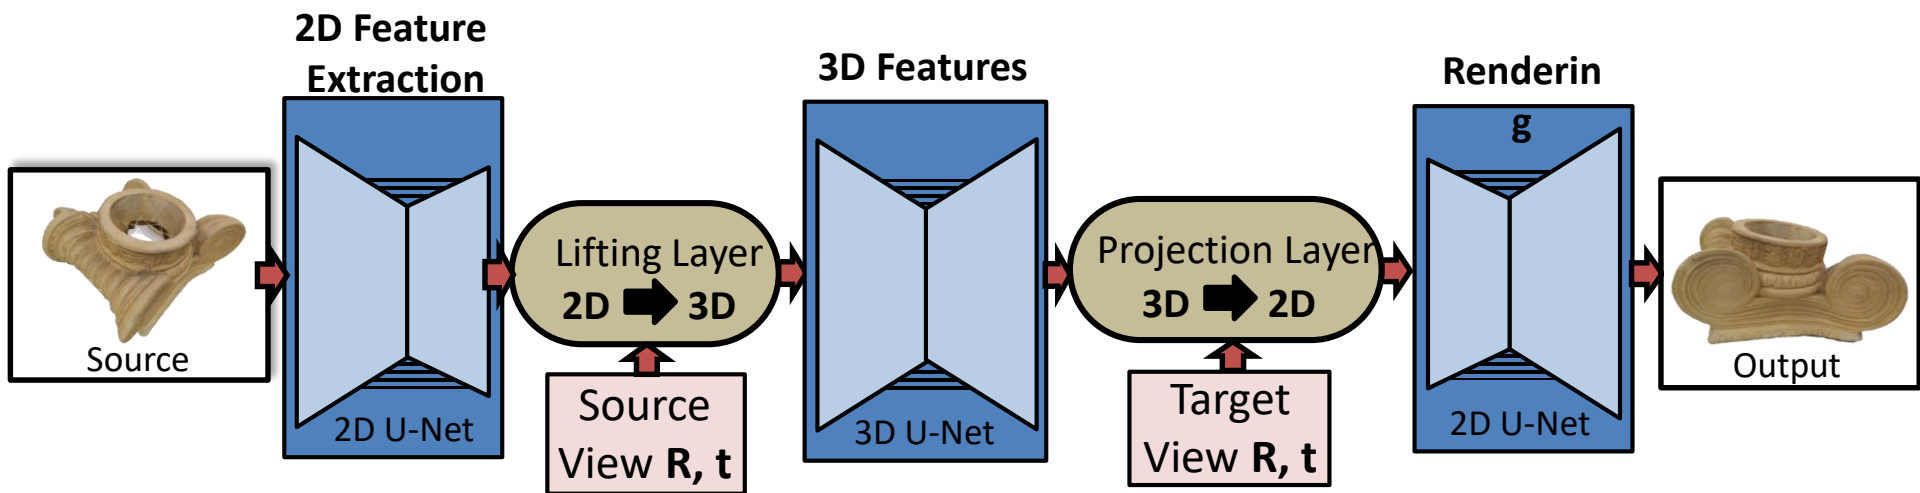 2D Feature
Extraction
3D Features
Renderin
g
Source
2D U-Net
Lifting Layer
2D 3D
Source
View R, t
3D U-Net
Projection Layer
3D 2D
Target
View R, t
2D U-Net
Output